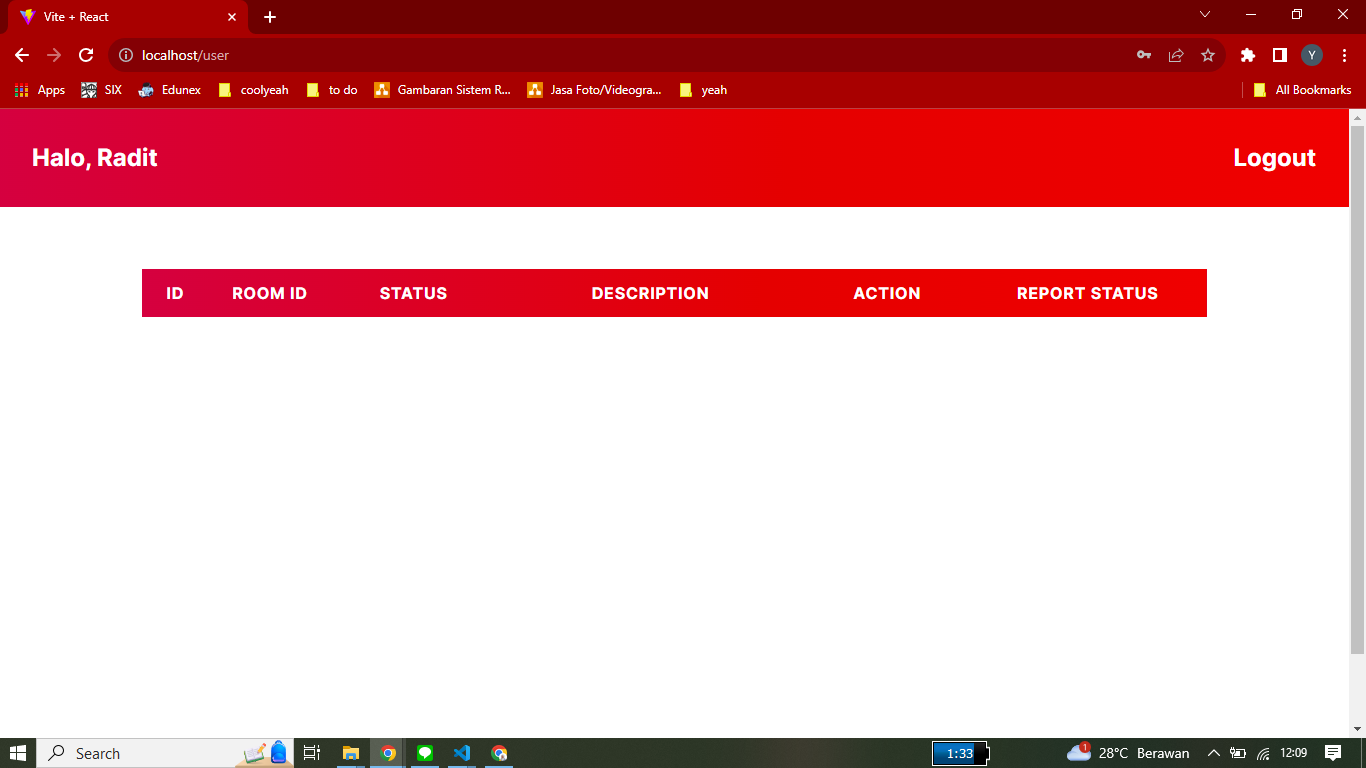 Vite + React
localhost/user
Y
Apps SIX Edunex coolyeah to do Gambaran Sistem R... Jasa Foto/Videogra... yeah All Bookmarks
Halo, Radit Logout
ID ROOM ID STATUS DESCRIPTION ACTION REPORT STATUS
Search 1:33 1 28°C Berawan 12:09